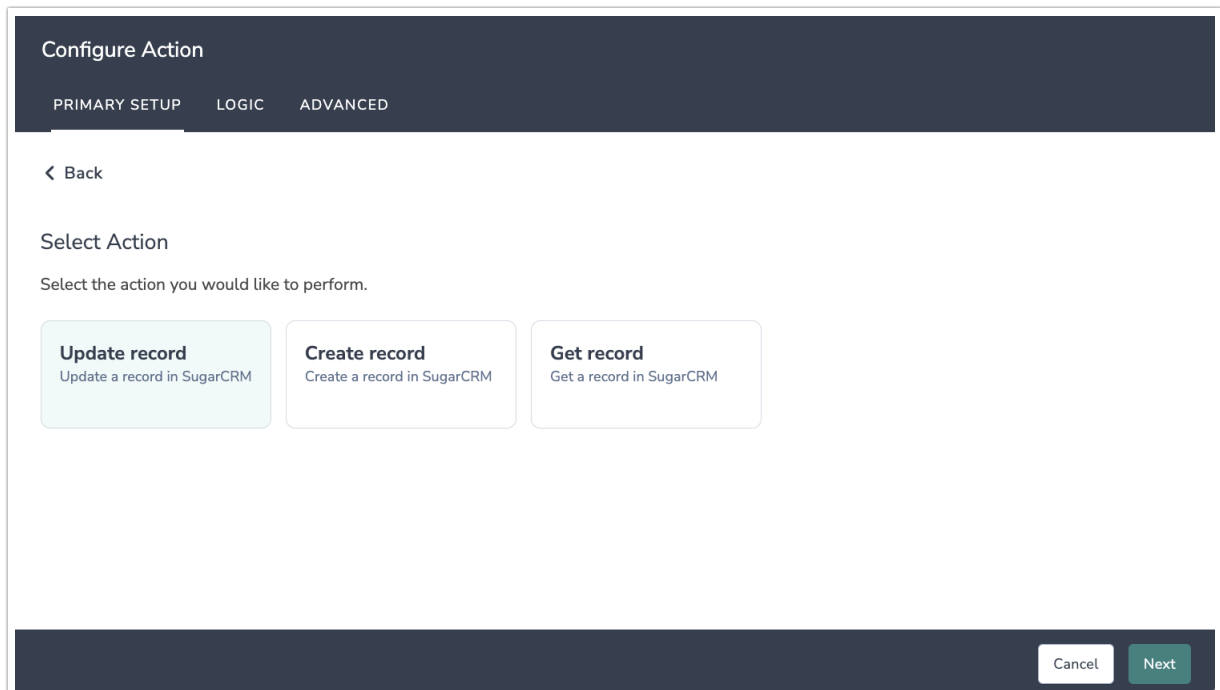 Configure Action
PRIMARY SETUP LOGIC ADVANCED
Back
Select Action
Select the action you would like to perform.
Update record
Update a record in SugarCRM
Create record
Create a record in SugarCRM
Get record
Get a record in SugarCRM
Cancel Next